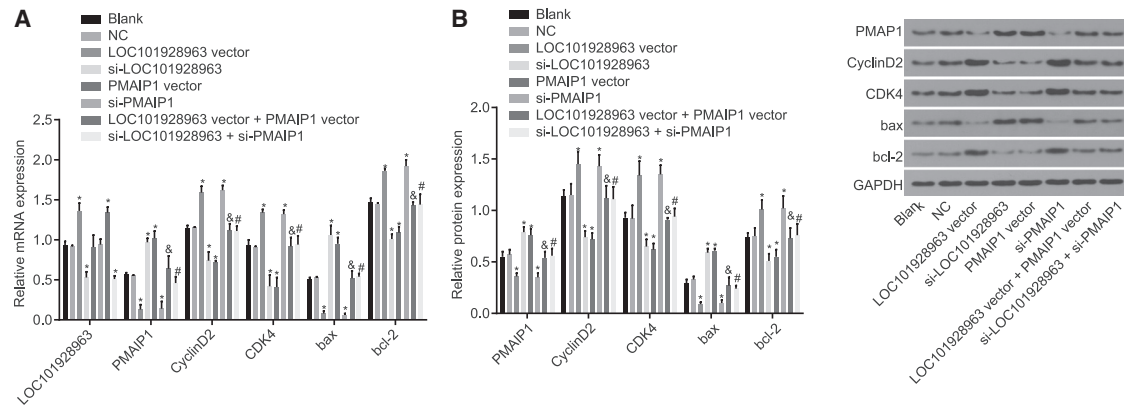 A
Blank
NC
LOC101928963 vector
si-LOC101928963
PMAIP1 vector
si-PMAIP1
LOC101928963 vector + PMAIP1 vector
si-LOC101928963 + si-PMAIP1
Relative mRNA expression
2.5
2.0
1.5
1.0
0.5
0.0
* * * * * * * * & # * * * * & # * * * * & # * * * * & # * * * * & #
LOC101928963
PMAIP1
CyclinD2
CDK4
bax
bcl-2
B
Blank
NC
LOC101928963 vector
si-LOC101928963
PMAIP1 vector
si-PMAIP1
LOC101928963 vector + PMAIP1 vector
si-LOC101928963 + si-PMAIP1
Relative protein expression
2.0
1.5
1.0
0.5
0.0
* * * * & # * * * * & # * * * * & # * * * * & # * * * * & #
PMAIP1
CyclinD2
CDK4
bax
bcl-2
PMAP1
CyclinD2
CDK4
bax
bcl-2
GAPDH
Blank
NC
LOC101928963 vector
si-LOC101928963
PMAIP1 vector
si-PMAIP1
LOC101928963 vector + PMAIP1 vector
si-LOC101928963 + si-PMAIP1